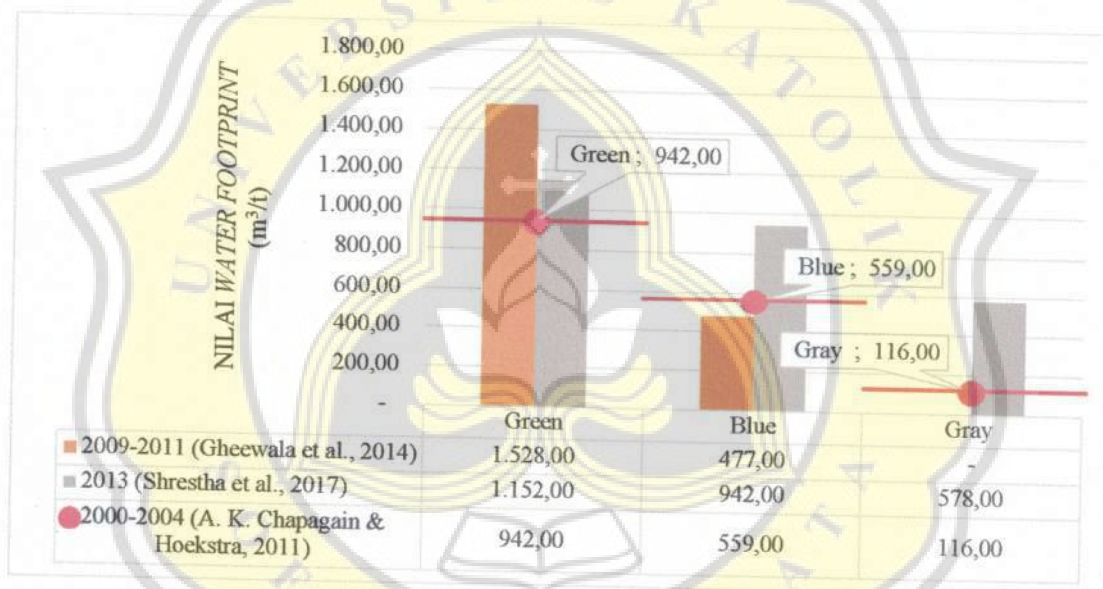 UNIVERSITAS KATOLIK
NILAI WATER FOOTPRINT
(m³/t)
1.800,00
1.600,00
1.400,00
1.200,00
1.000,00
800,00
600,00
400,00
200,00
-
Green ; 942,00
Blue ; 559,00
Gray ; 116,00
Green Blue Gray
2009-2011 (Gheewala et al., 2014) 1.528,00 477,00 -
2013 (Shrestha et al., 2017) 1.152,00 942,00 578,00
2000-2004 (A. K. Chapagain &
Hoekstra, 2011) 942,00 559,00 116,00